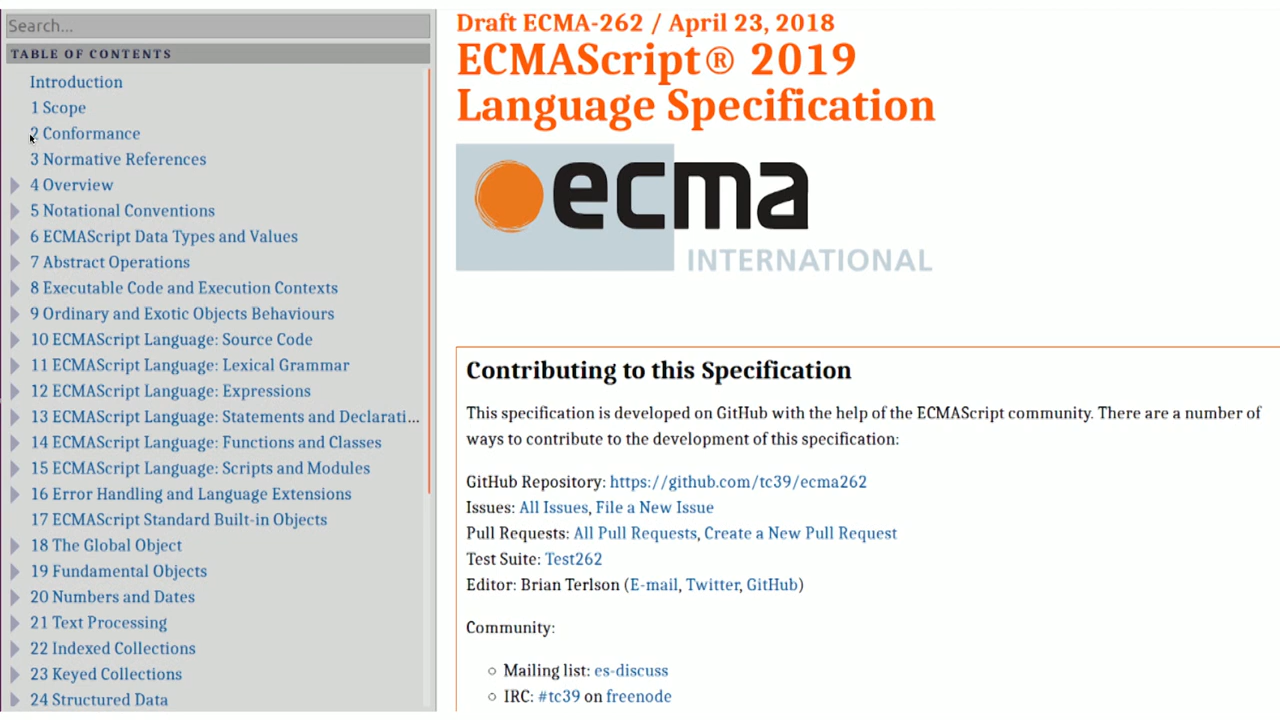 Search...
TABLE OF CONTENTS
Introduction
1 Scope
2 Conformance
3 Normative References
4 Overview
5 Notational Conventions
6 ECMAScript Data Types and Values
7 Abstract Operations
8 Executable Code and Execution Contexts
9 Ordinary and Exotic Objects Behaviours
10 ECMAScript Language: Source Code
11 ECMAScript Language: Lexical Grammar
12 ECMAScript Language: Expressions
13 ECMAScript Language: Statements and Declarati...
14 ECMAScript Language: Functions and Classes
15 ECMAScript Language: Scripts and Modules
16 Error Handling and Language Extensions
17 ECMAScript Standard Built-in Objects
18 The Global Object
19 Fundamental Objects
20 Numbers and Dates
21 Text Processing
22 Indexed Collections
23 Keyed Collections
24 Structured Data
Draft ECMA-262 / April 23, 2018
ECMAScript® 2019
Language Specification
ecma
INTERNATIONAL
Contributing to this Specification
This specification is developed on GitHub with the help of the ECMAScript community. There are a number of
ways to contribute to the development of this specification:
GitHub Repository: https://github.com/tc39/ecma262
Issues: All Issues, File a New Issue
Pull Requests: All Pull Requests, Create a New Pull Request
Test Suite: Test262
Editor: Brian Terlson (E-mail, Twitter, GitHub)
Community:
Mailing list: es-discuss
IRC: #tc39 on freenode